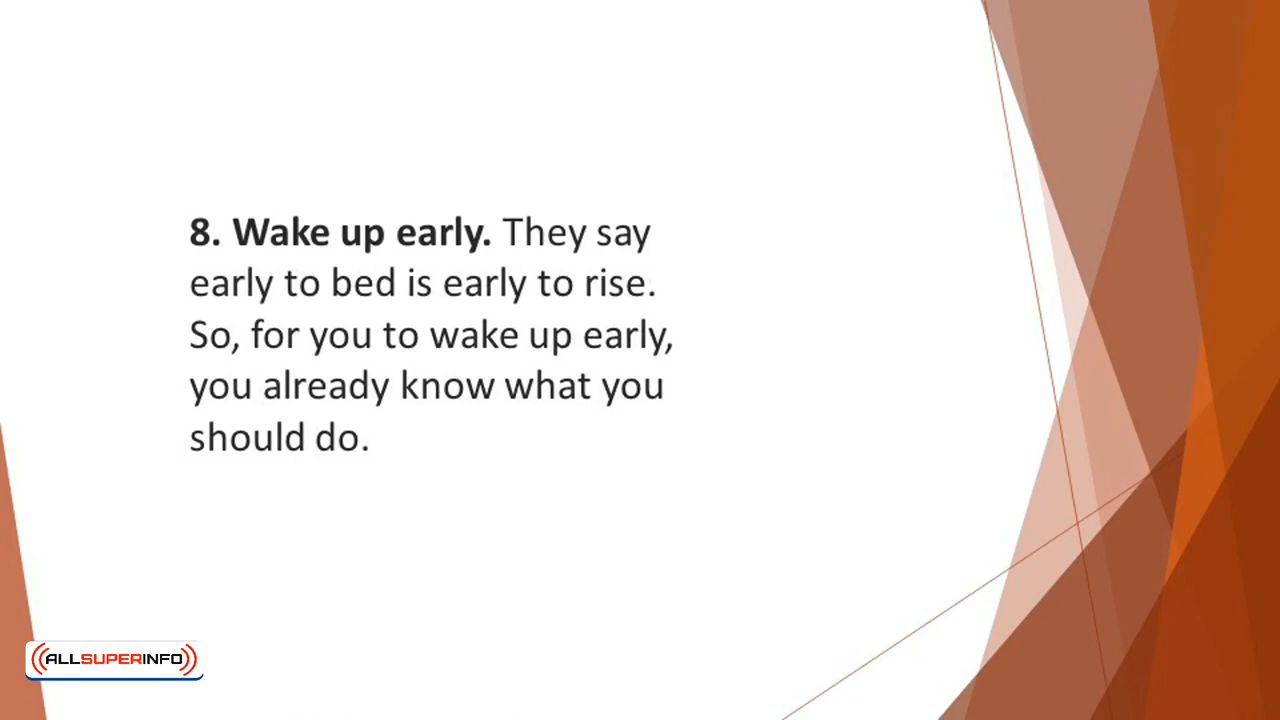 8. Wake up early. They say
early to bed is early to rise.
So, for you to wake up early,
you already know what you
should do.
ALLSUPERINFO